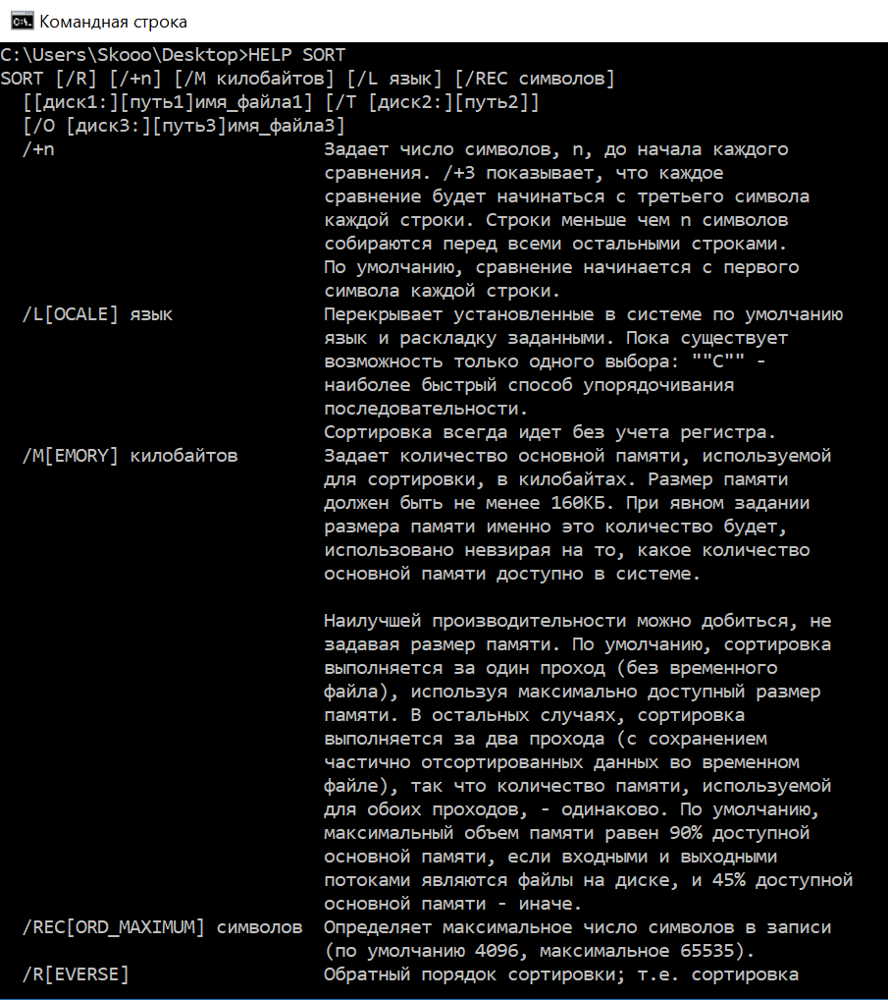 Командная строка
C:\Users\Skooo\Desktop>HELP SORT
SORT [/R] [/+n] [/M килобайтов] [/L язык] [/REC символов]
  [[диск1:][путь1]имя_файла1] [/T [диск2:][путь2]]
  [/O [диск3:][путь3]имя_файла3]
  /+n                         Задает число символов, n, до начала каждого
                              сравнения. /+3 показывает, что каждое
                              сравнение будет начинаться с третьего символа
                              каждой строки. Строки меньше чем n символов
                              собираются перед всеми остальными строками.
                              По умолчанию, сравнение начинается с первого
                              символа каждой строки.
  /L[OCALE] язык              Перекрывает установленные в системе по умолчанию
                              язык и раскладку заданными. Пока существует
                              возможность только одного выбора: ""C"" -
                              наиболее быстрый способ упорядочивания
                              последовательности.
                              Сортировка всегда идет без учета регистра.
  /M[EMORY] килобайтов        Задает количество основной памяти, используемой
                              для сортировки, в килобайтах. Размер памяти
                              должен быть не менее 160КБ. При явном задании
                              размера памяти именно это количество будет,
                              использовано невзирая на то, какое количество
                              основной памяти доступно в системе.

                              Наилучшей производительности можно добиться, не
                              задавая размер памяти. По умолчанию, сортировка
                              выполняется за один проход (без временного
                              файла), используя максимально доступный размер
                              памяти. В остальных случаях, сортировка
                              выполняется за два прохода (с сохранением
                              частично отсортированных данных во временном
                              файле), так что количество памяти, используемой
                              для обоих проходов, - одинаково. По умолчанию,
                              максимальный объем памяти равен 90% доступной
                              основной памяти, если входными и выходными
                              потоками являются файлы на диске, и 45% доступной
                              основной памяти - иначе.
  /REC[ORD_MAXIMUM] символов  Определяет максимальное число символов в записи
                              (по умолчанию 4096, максимальное 65535).
  /R[EVERSE]                  Обратный порядок сортировки; т.е. сортировка